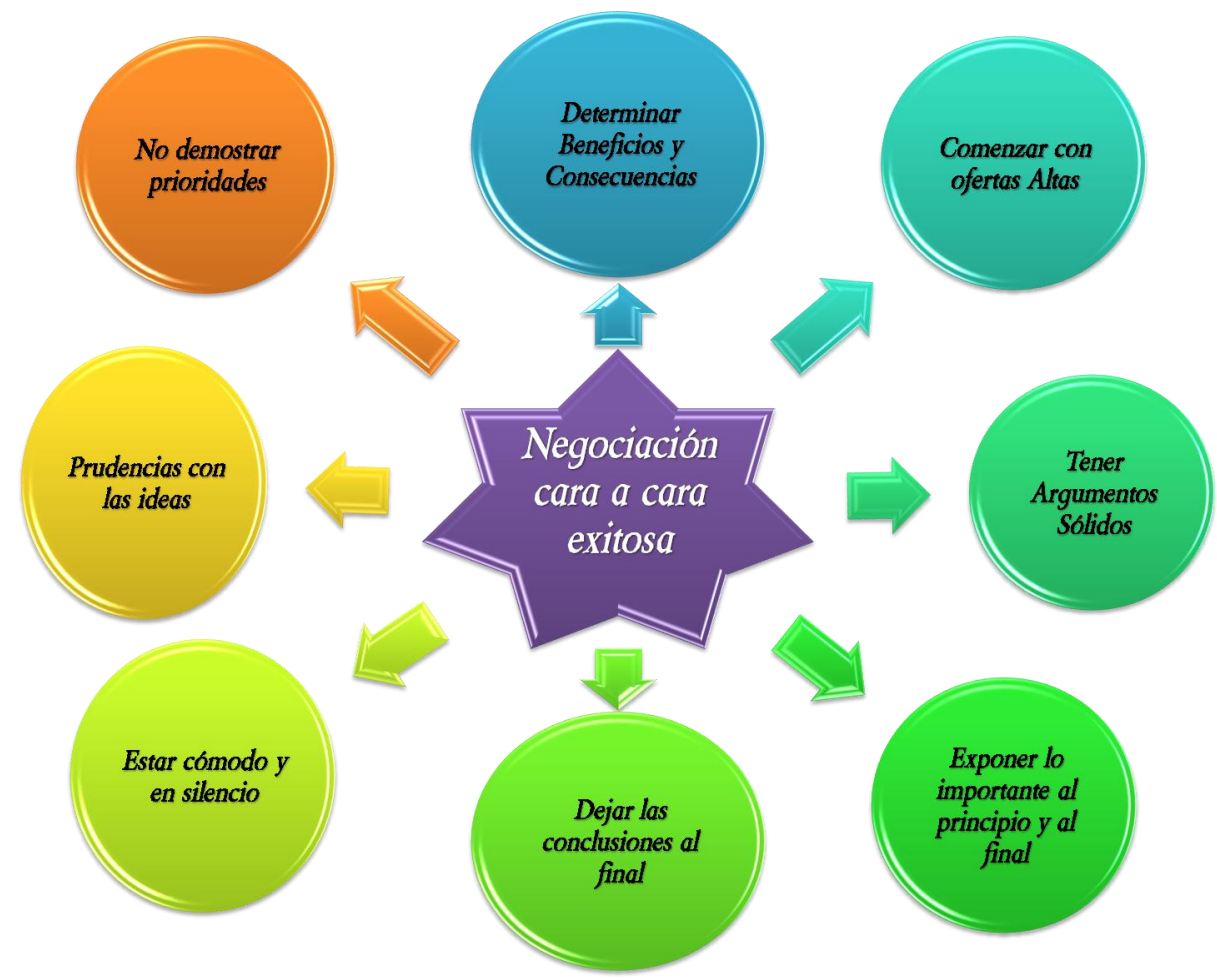 No demostrar
prioridades
Determinar
Beneficios y
Consecuencias
Comenzar con
ofertas Altas
Negociación
cara a cara
exitosa
Prudencias con
las ideas
Tener
Argumentos
Sólidos
Estar cómodo y
en silencio
Dejar las
conclusiones al
final
Exponer lo
importante al
principio y al
final